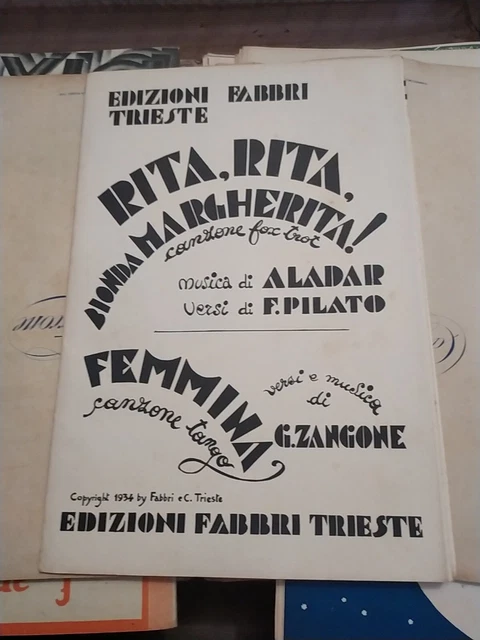 EDIZIONI FABBRI
TRIESTE
RITA, RITA,
BIONDA MARGHERITA!
canzone fox trot
musica di ALADAR
versi di F. PILATO
FEMMINA
canzone tango
versi e musica
di
G. ZANGONE
Copyright 1934 by Fabbri e C. Trieste
EDIZIONI FABBRI TRIESTE